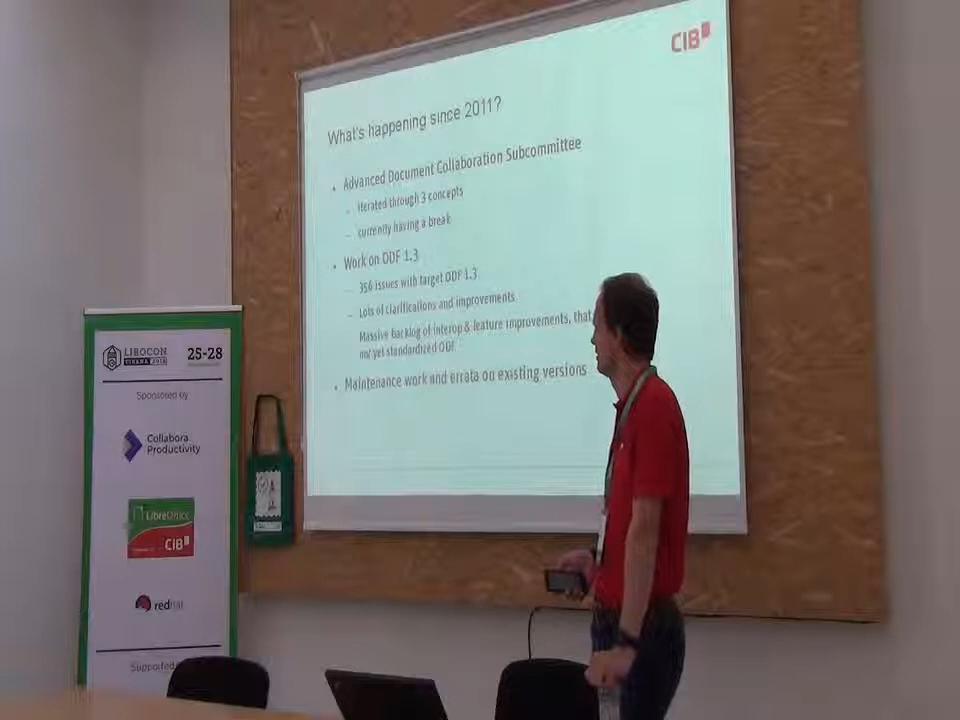 CIB
What's happening since 2011?
Advanced Document Collaboration Subcommittee
iterated through 3 concepts
currently having a break
Work on ODF 1.3
356 issues with target ODF 1.3
Lots of clarifications and improvements
Massive backlog of interop & feature improvements, that
not yet standardized ODF
Maintenance work and errata on existing versions
LIBOCON
TIRANA 2018
25-28
Sponsored by
Collabora
Productivity
LibreOffice
CIB
redhat
Supported